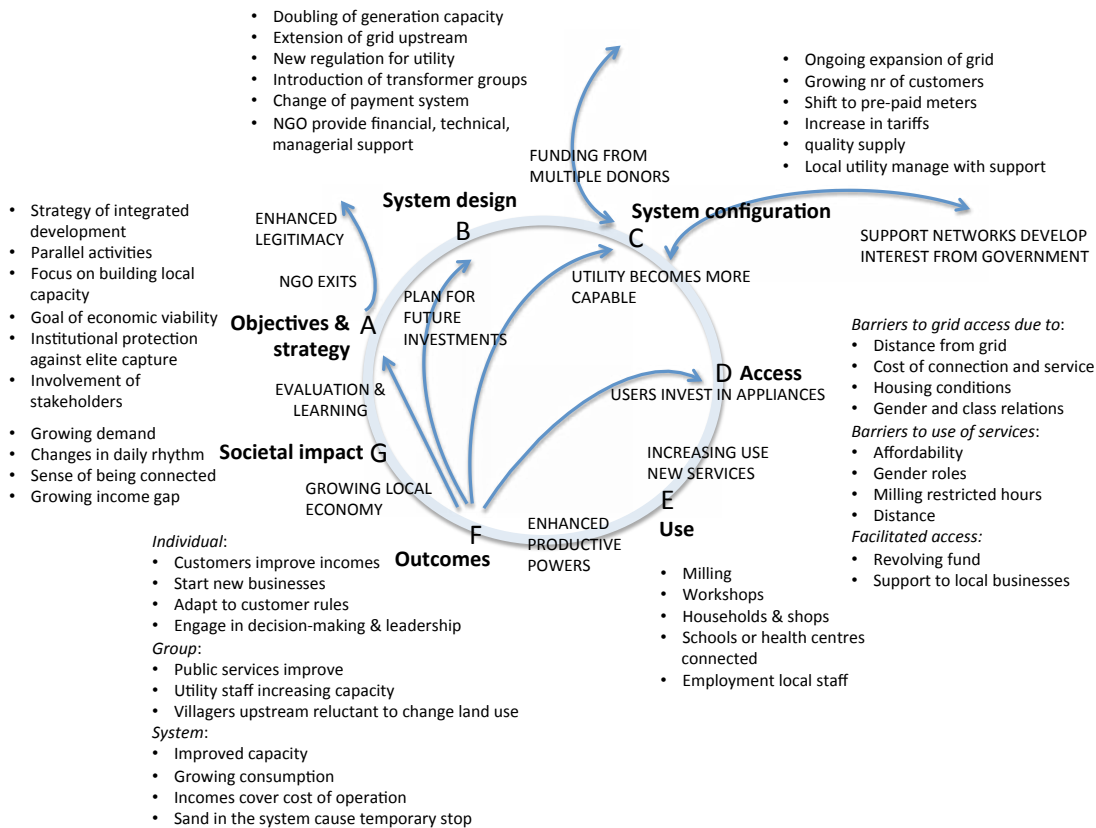 • Doubling of generation capacity
• Extension of grid upstream
• New regulation for utility
• Introduction of transformer groups
• Change of payment system
• NGO provide financial, technical,
managerial support
• Ongoing expansion of grid
• Growing nr of customers
• Shift to pre-paid meters
• Increase in tariffs
• quality supply
• Local utility manage with support
FUNDING FROM
MULTIPLE DONORS
System design
B
System configuration
C
• Strategy of integrated
development
• Parallel activities
• Focus on building local
capacity
• Goal of economic viability
• Institutional protection
against elite capture
• Involvement of
stakeholders
ENHANCED
LEGITIMACY
NGO EXITS
SUPPORT NETWORKS DEVELOP
INTEREST FROM GOVERNMENT
UTILITY BECOMES MORE
CAPABLE
PLAN FOR
FUTURE
INVESTMENTS
Objectives &
strategy
A
Barriers to grid access due to:
• Distance from grid
• Cost of connection and service
• Housing conditions
• Gender and class relations
Barriers to use of services:
• Affordability
• Gender roles
• Milling restricted hours
• Distance
Facilitated access:
• Revolving fund
• Support to local businesses
D Access
USERS INVEST IN APPLIANCES
EVALUATION &
LEARNING
• Growing demand
• Changes in daily rhythm
• Sense of being connected
• Growing income gap
Societal impact G
INCREASING USE
NEW SERVICES
GROWING LOCAL
ECONOMY
E
Use
F
Outcomes
ENHANCED
PRODUCTIVE
POWERS
• Milling
• Workshops
• Households & shops
• Schools or health centres
connected
• Employment local staff
Individual:
• Customers improve incomes
• Start new businesses
• Adapt to customer rules
• Engage in decision-making & leadership
Group:
• Public services improve
• Utility staff increasing capacity
• Villagers upstream reluctant to change land use
System:
• Improved capacity
• Growing consumption
• Incomes cover cost of operation
• Sand in the system cause temporary stop